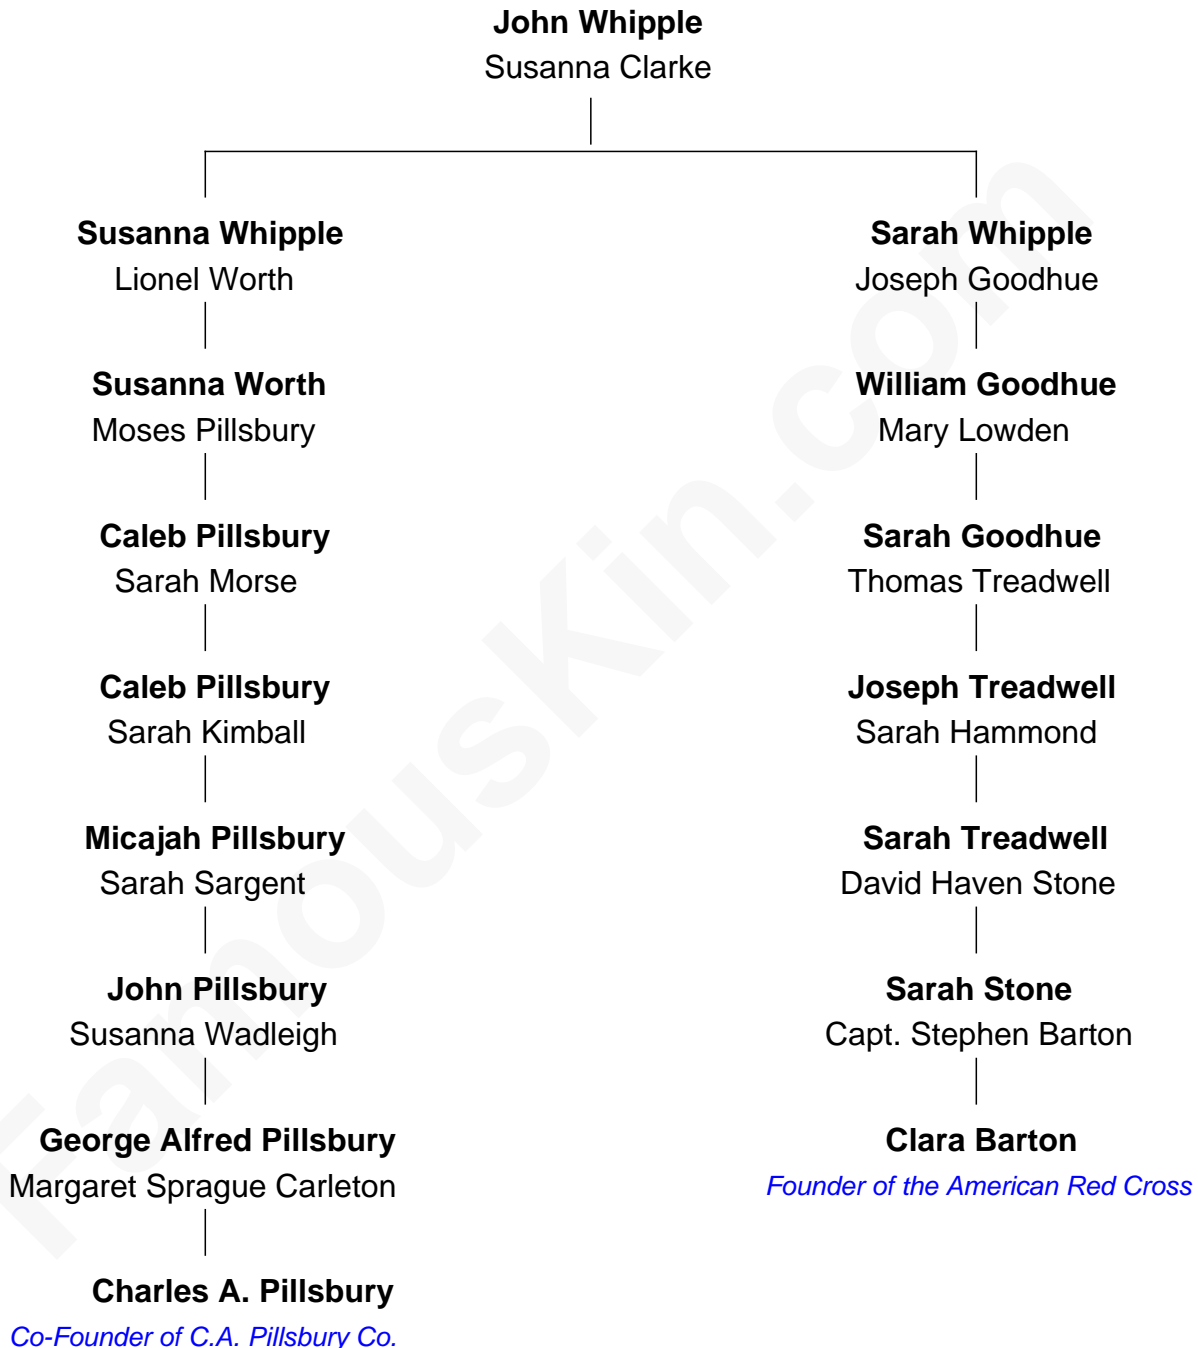 John Whipple
Susanna Clarke
Susanna Whipple
Lionel Worth
Susanna Worth
Moses Pillsbury
Caleb Pillsbury
Sarah Morse
Caleb Pillsbury
Sarah Kimball
Micajah Pillsbury
Sarah Sargent
John Pillsbury
Susanna Wadleigh
George Alfred Pillsbury
Margaret Sprague Carleton
Charles A. Pillsbury
Co-Founder of C.A. Pillsbury Co.
Sarah Whipple
Joseph Goodhue
William Goodhue
Mary Lowden
Sarah Goodhue
Thomas Treadwell
Joseph Treadwell
Sarah Hammond
Sarah Treadwell
David Haven Stone
Sarah Stone
Capt. Stephen Barton
Clara Barton
Founder of the American Red Cross
FamousKin.com